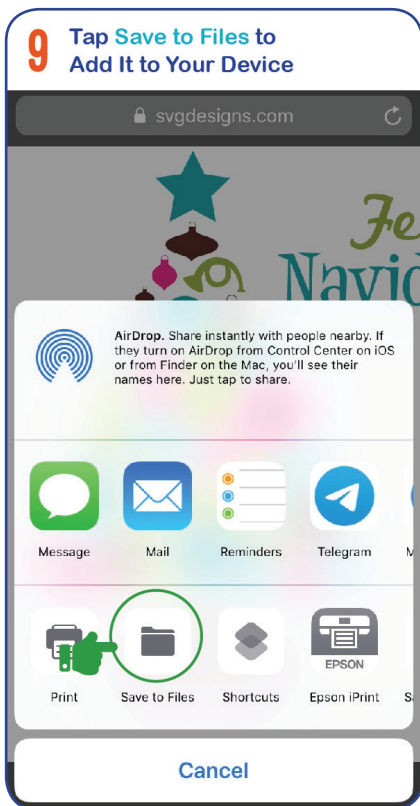 9 Tap Save to Files to
Add It to Your Device
svgdesigns.com
Fe
Navid
AirDrop. Share instantly with people nearby. If
they turn on AirDrop from Control Center on iOS
or from Finder on the Mac, you'll see their
names here. Just tap to share.
Message Mail Reminders Telegram M
EPSON
Print Save to Files Shortcuts Epson iPrint S
Cancel